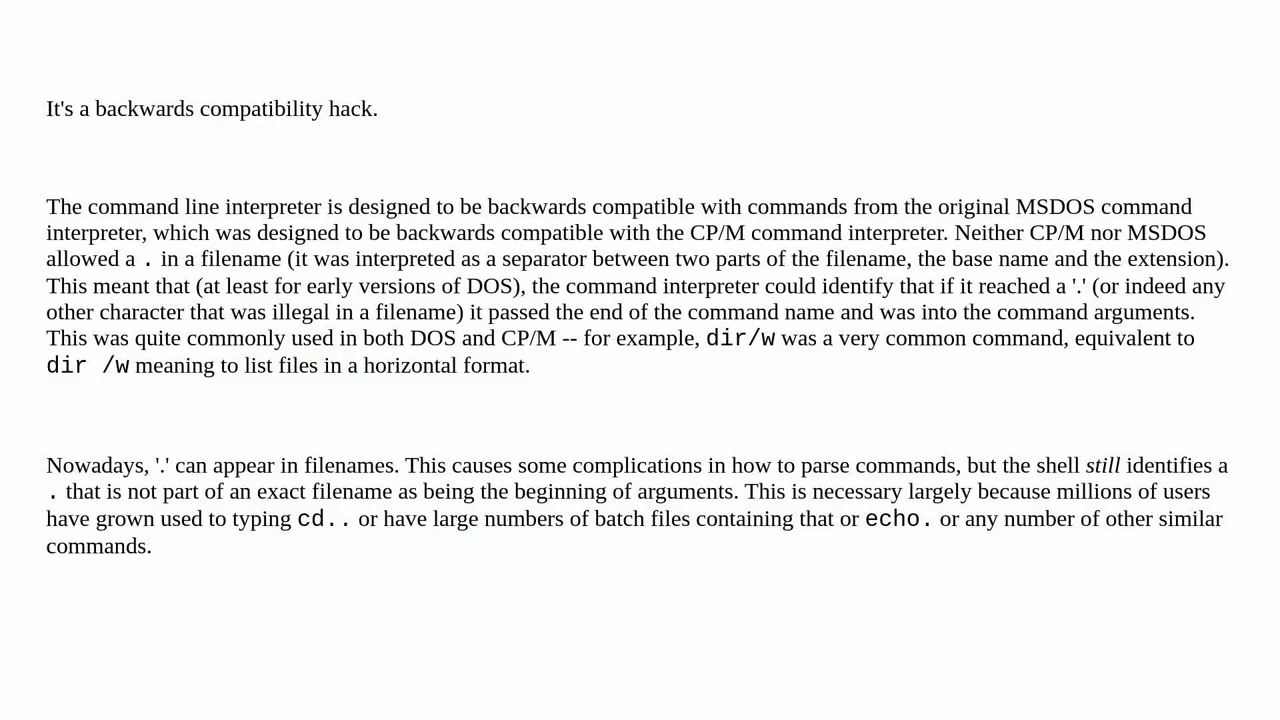 It's a backwards compatibility hack.
The command line interpreter is designed to be backwards compatible with commands from the original MSDOS command
interpreter, which was designed to be backwards compatible with the CP/M command interpreter. Neither CP/M nor MSDOS
allowed a . in a filename (it was interpreted as a separator between two parts of the filename, the base name and the extension).
This meant that (at least for early versions of DOS), the command interpreter could identify that if it reached a '.' (or indeed any
other character that was illegal in a filename) it passed the end of the command name and was into the command arguments.
This was quite commonly used in both DOS and CP/M -- for example, dir/w was a very common command, equivalent to
dir /w meaning to list files in a horizontal format.
Nowadays, '.' can appear in filenames. This causes some complications in how to parse commands, but the shell still identifies a
. that is not part of an exact filename as being the beginning of arguments. This is necessary largely because millions of users
have grown used to typing cd.. or have large numbers of batch files containing that or echo. or any number of other similar
commands.